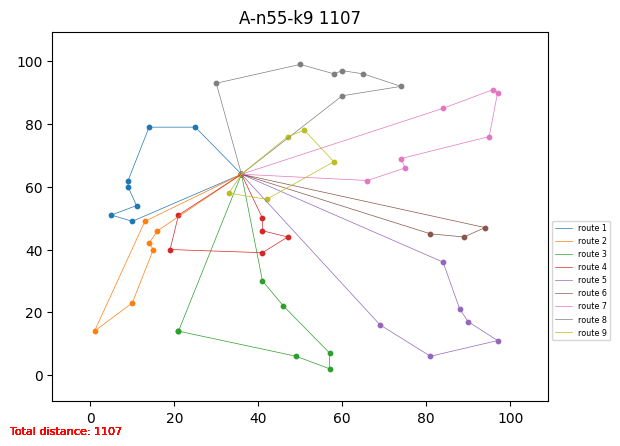 A-n55-k9 1107
100
80
60
40
20
0
0 20 40 60 80 100
route 1
route 2
route 3
route 4
route 5
route 6
route 7
route 8
route 9
Total distance: 1107